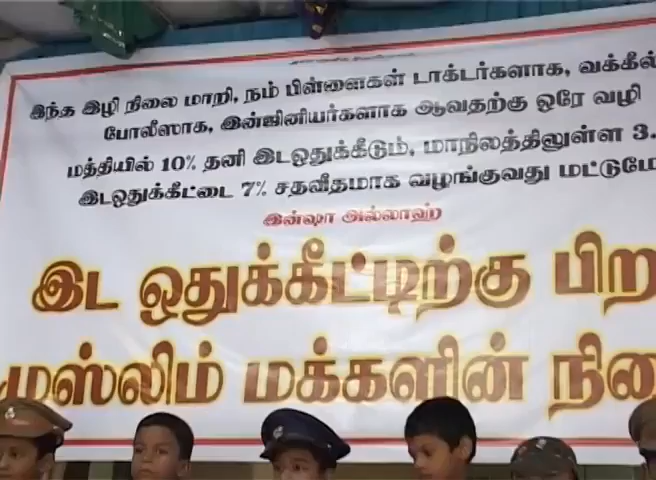 இந்த இழி நிலை மாறி, நம் பிள்ளைகள் டாக்டர்களாக, வக்கீல்
போலீஸாக, இன்ஜினியர்களாக ஆவதற்கு ஒரே வழி
மத்தியில் 10% தனி இடஒதுக்கீடும், மாநிலத்திலுள்ள 3.
இடஒதுக்கீட்டை 7% சதவீதமாக வழங்குவது மட்டுமே
இன்ஷா அல்லாஹ்
இட ஒதுக்கீட்டிற்கு பிற
முஸ்லிம் மக்களின் நிலை